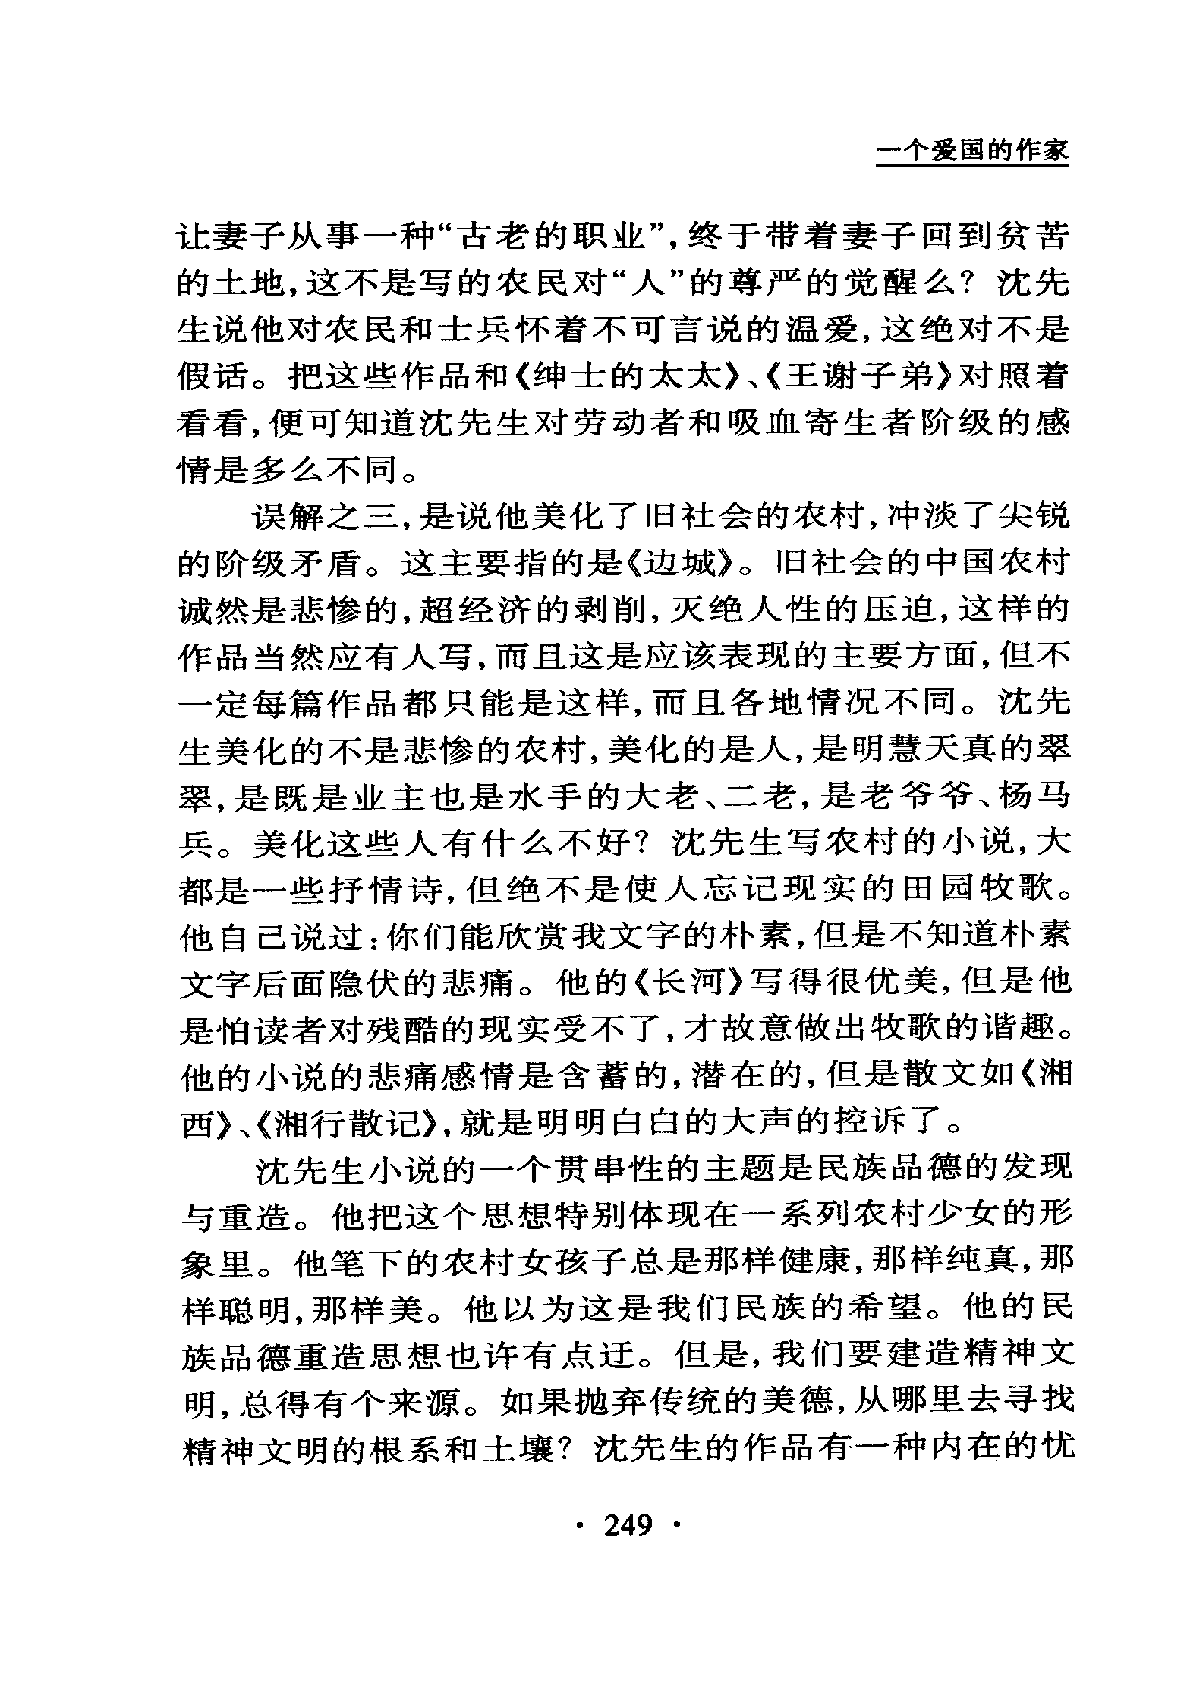 一个爱国的作家
让妻子从事一种“古老的职业”,终于带着妻子回到贫苦
的土地,这不是写的农民对“人”的尊严的觉醒么? 沈先
生说他对农民和士兵怀着不可言说的温爱,这绝对不是
假话。把这些作品和《绅士的太太》、《王谢子弟》对照着
看看,便可知道沈先生对劳动者和吸血寄生者阶级的感
情是多么不同。
误解之三,是说他美化了旧社会的农村,冲淡了尖锐
的阶级矛盾。这主要指的是《边城》。旧社会的中国农村
诚然是悲惨的,超经济的剥削,灭绝人性的压迫,这样的
作品当然应有人写,而且这是应该表现的主要方面,但不
一定每篇作品都只能是这样,而且各地情况不同。沈先
生美化的不是悲惨的农村,美化的是人,是明慧天真的翠
翠,是既是业主也是水手的大老、二老,是老爷爷、杨马
兵。美化这些人有什么不好? 沈先生写农村的小说,大
都是一些抒情诗,但绝不是使人忘记现实的田园牧歌。
他自己说过:你们能欣赏我文字的朴素,但是不知道朴素
文字后面隐伏的悲痛。他的《长河》写得很优美,但是他
是怕读者对残酷的现实受不了,才故意做出牧歌的谐趣。
他的小说的悲痛感情是含蓄的,潜在的,但是散文如《湘
西》、《湘行散记》,就是明明白白的大声的控诉了。
沈先生小说的一个贯串性的主题是民族品德的发现
与重造。他把这个思想特别体现在一系列农村少女的形
象里。他笔下的农村女孩子总是那样健康,那样纯真,那
样聪明,那样美。他以为这是我们民族的希望。他的民
族品德重造思想也许有点迂。但是,我们要建造精神文
明,总得有个来源。如果抛弃传统的美德,从哪里去寻找
精神文明的根系和土壤? 沈先生的作品有一种内在的忧
· 249 ·